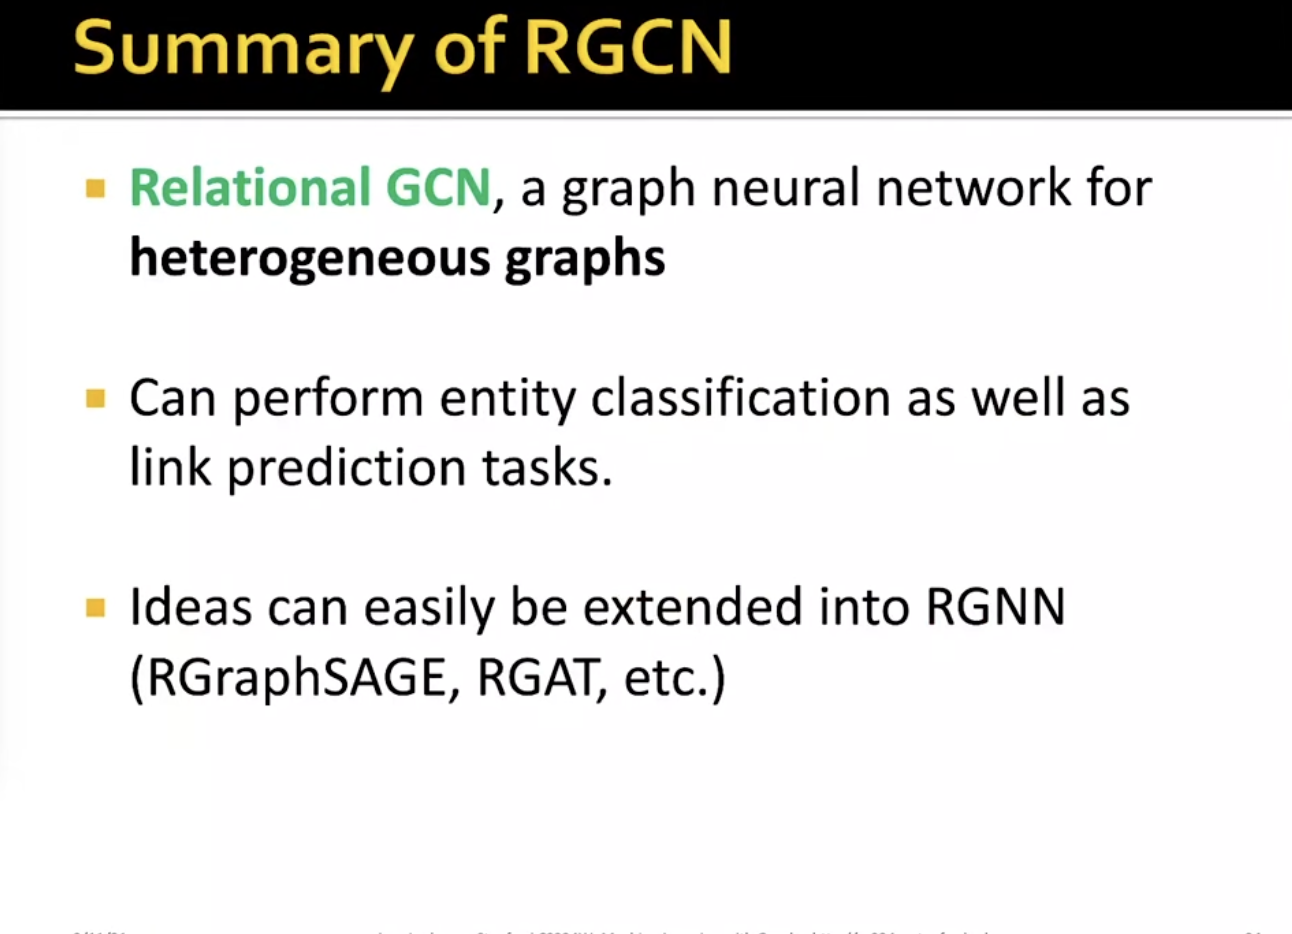 Summary of RGCN
Relational GCN, a graph neural network for
heterogeneous graphs
Can perform entity classification as well as
link prediction tasks.
Ideas can easily be extended into RGNN
(RGraphSAGE, RGAT, etc.)